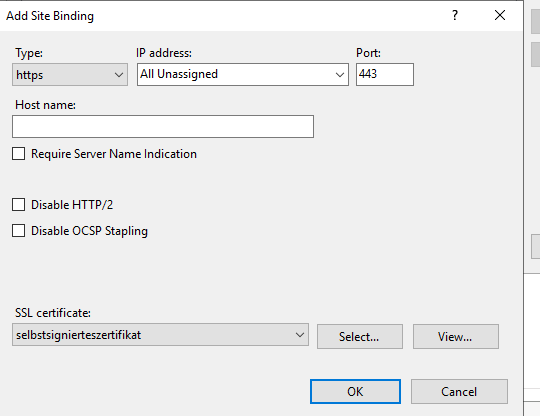 Add Site Binding ?
Type: IP address: Port:
https All Unassigned 443
Host name:
Require Server Name Indication
Disable HTTP/2
Disable OCSP Stapling
SSL certificate:
selbstsignierteszertifikat Select... View...
OK Cancel